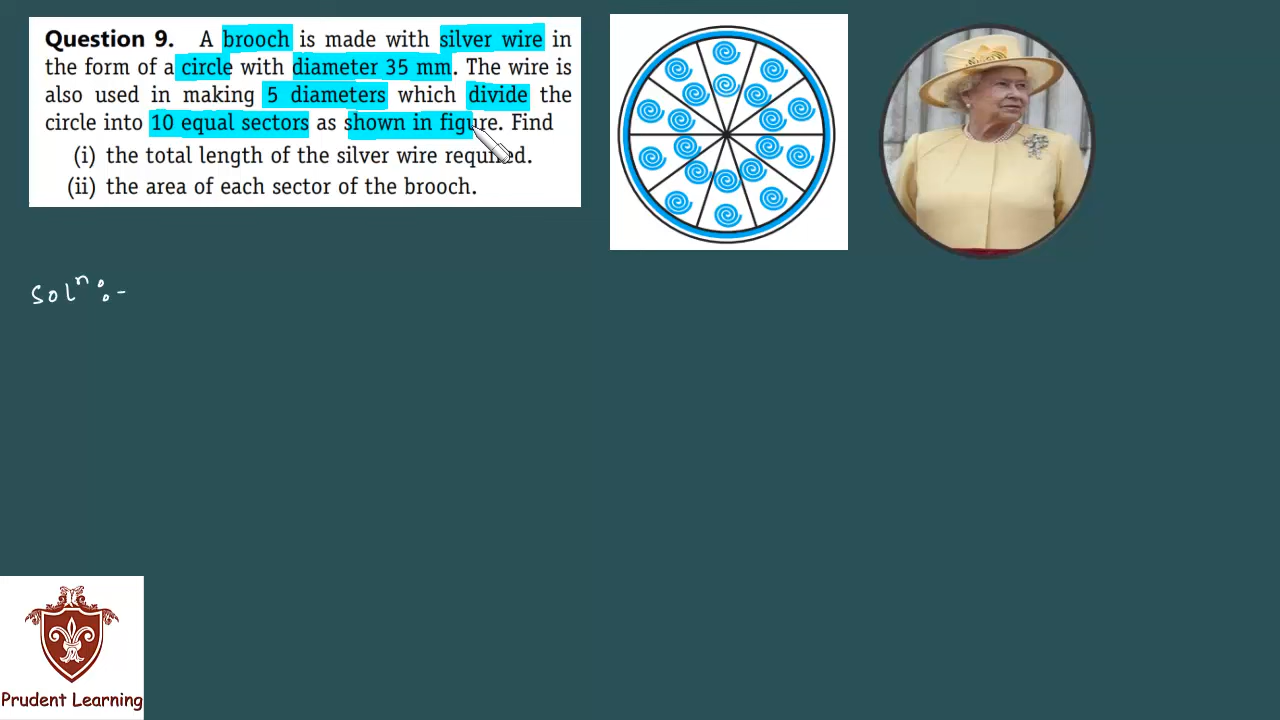 Question 9. A brooch is made with silver wire in
the form of a circle with diameter 35 mm. The wire is
also used in making 5 diameters which divide the
circle into 10 equal sectors as shown in figure. Find
(i) the total length of the silver wire required.
(ii) the area of each sector of the brooch.
Solⁿ :-
Prudent Learning